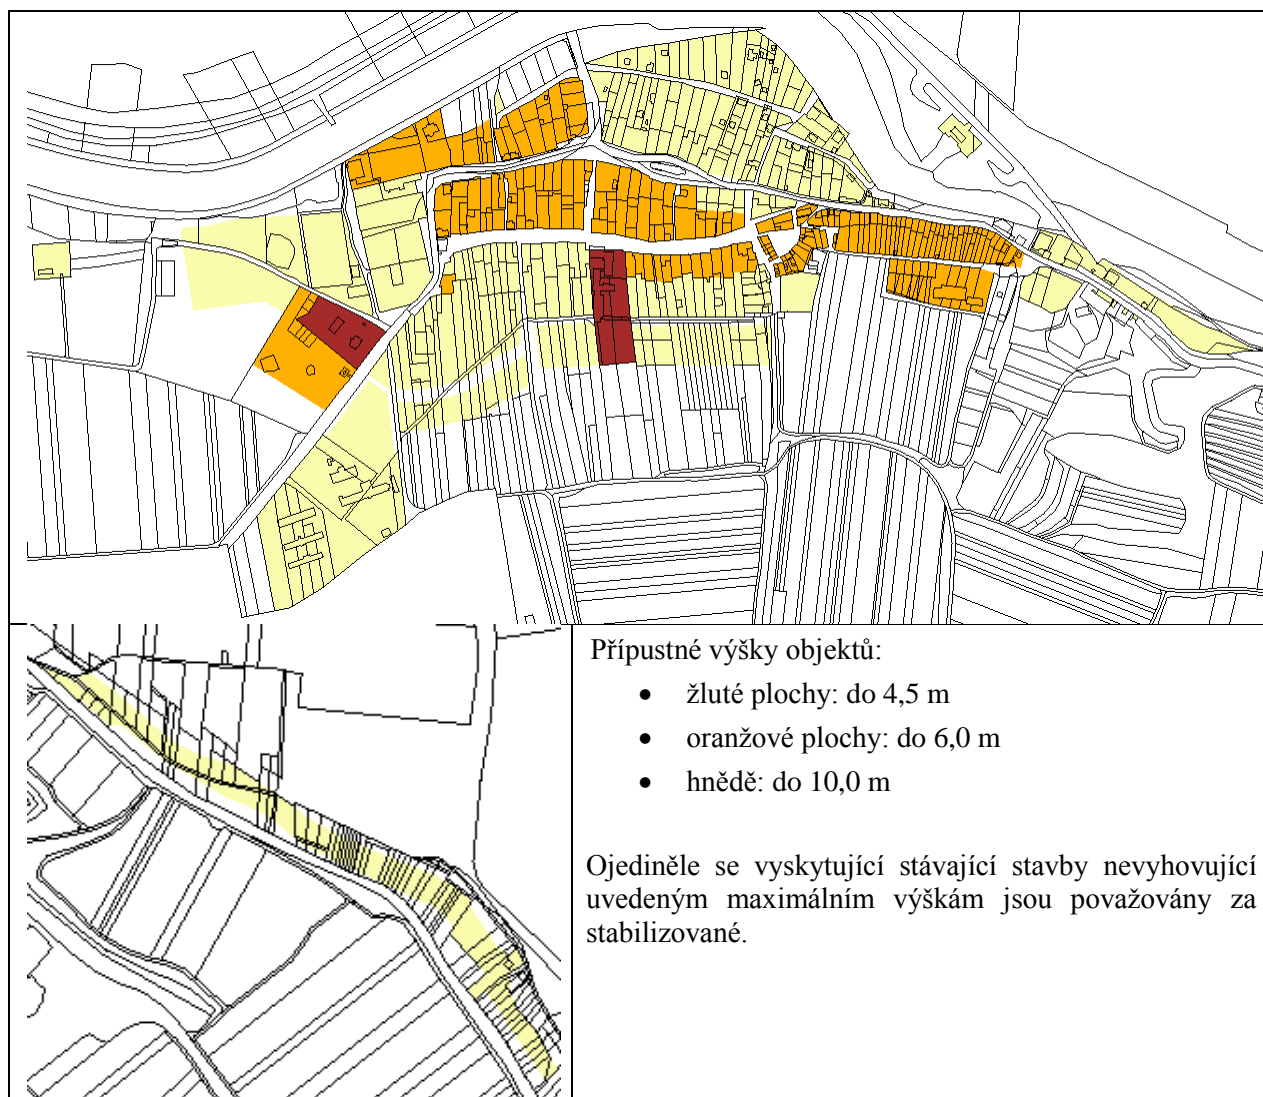 Přípustné výšky objektů:
• žluté plochy: do 4,5 m
• oranžové plochy: do 6,0 m
• hnědě: do 10,0 m
Ojediněle se vyskytující stávající stavby nevyhovující
uvedeným maximálním výškám jsou považovány za
stabilizované.